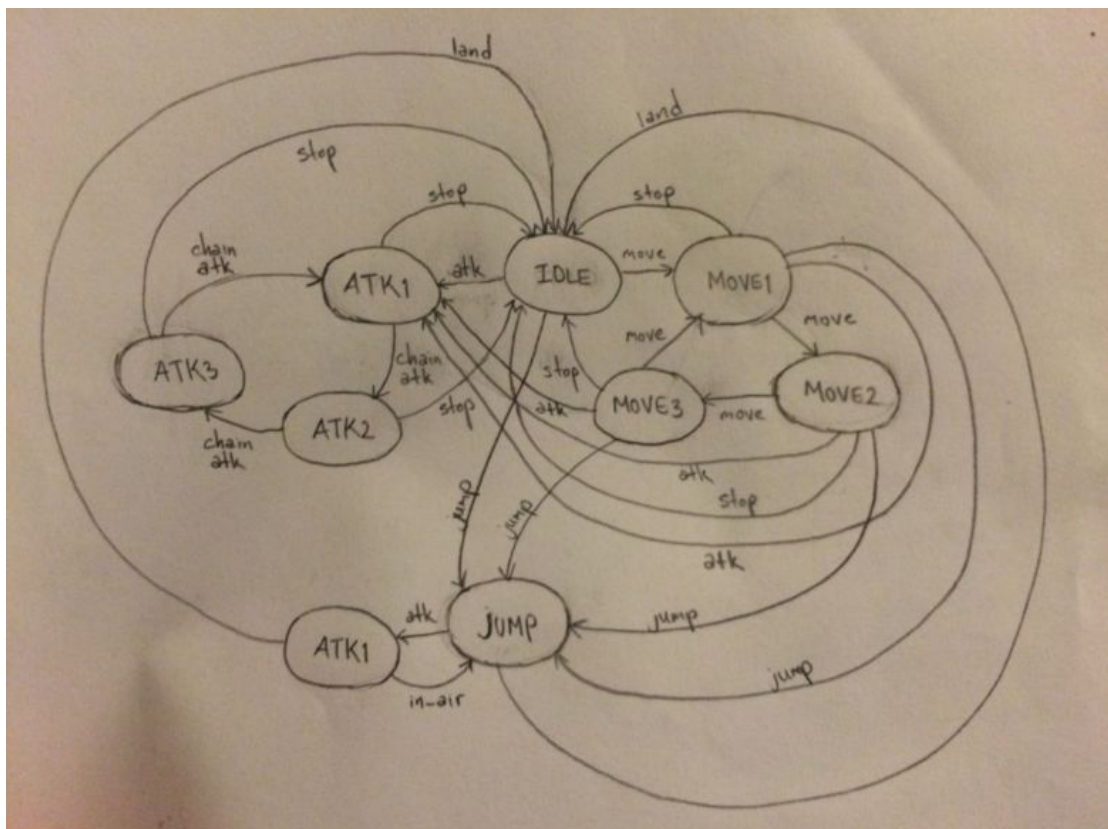 land
land
stop
stop
stop
chain
atk
ATK1
atk
IDLE
move
MOVE1
move
move
ATK3
chain
atk
stop
MOVE3
MOVE2
move
ATK2
stop
atk
chain
atk
atk
stop
jump
jump
atk
jump
atk
JUMP
ATK1
in-air
jump